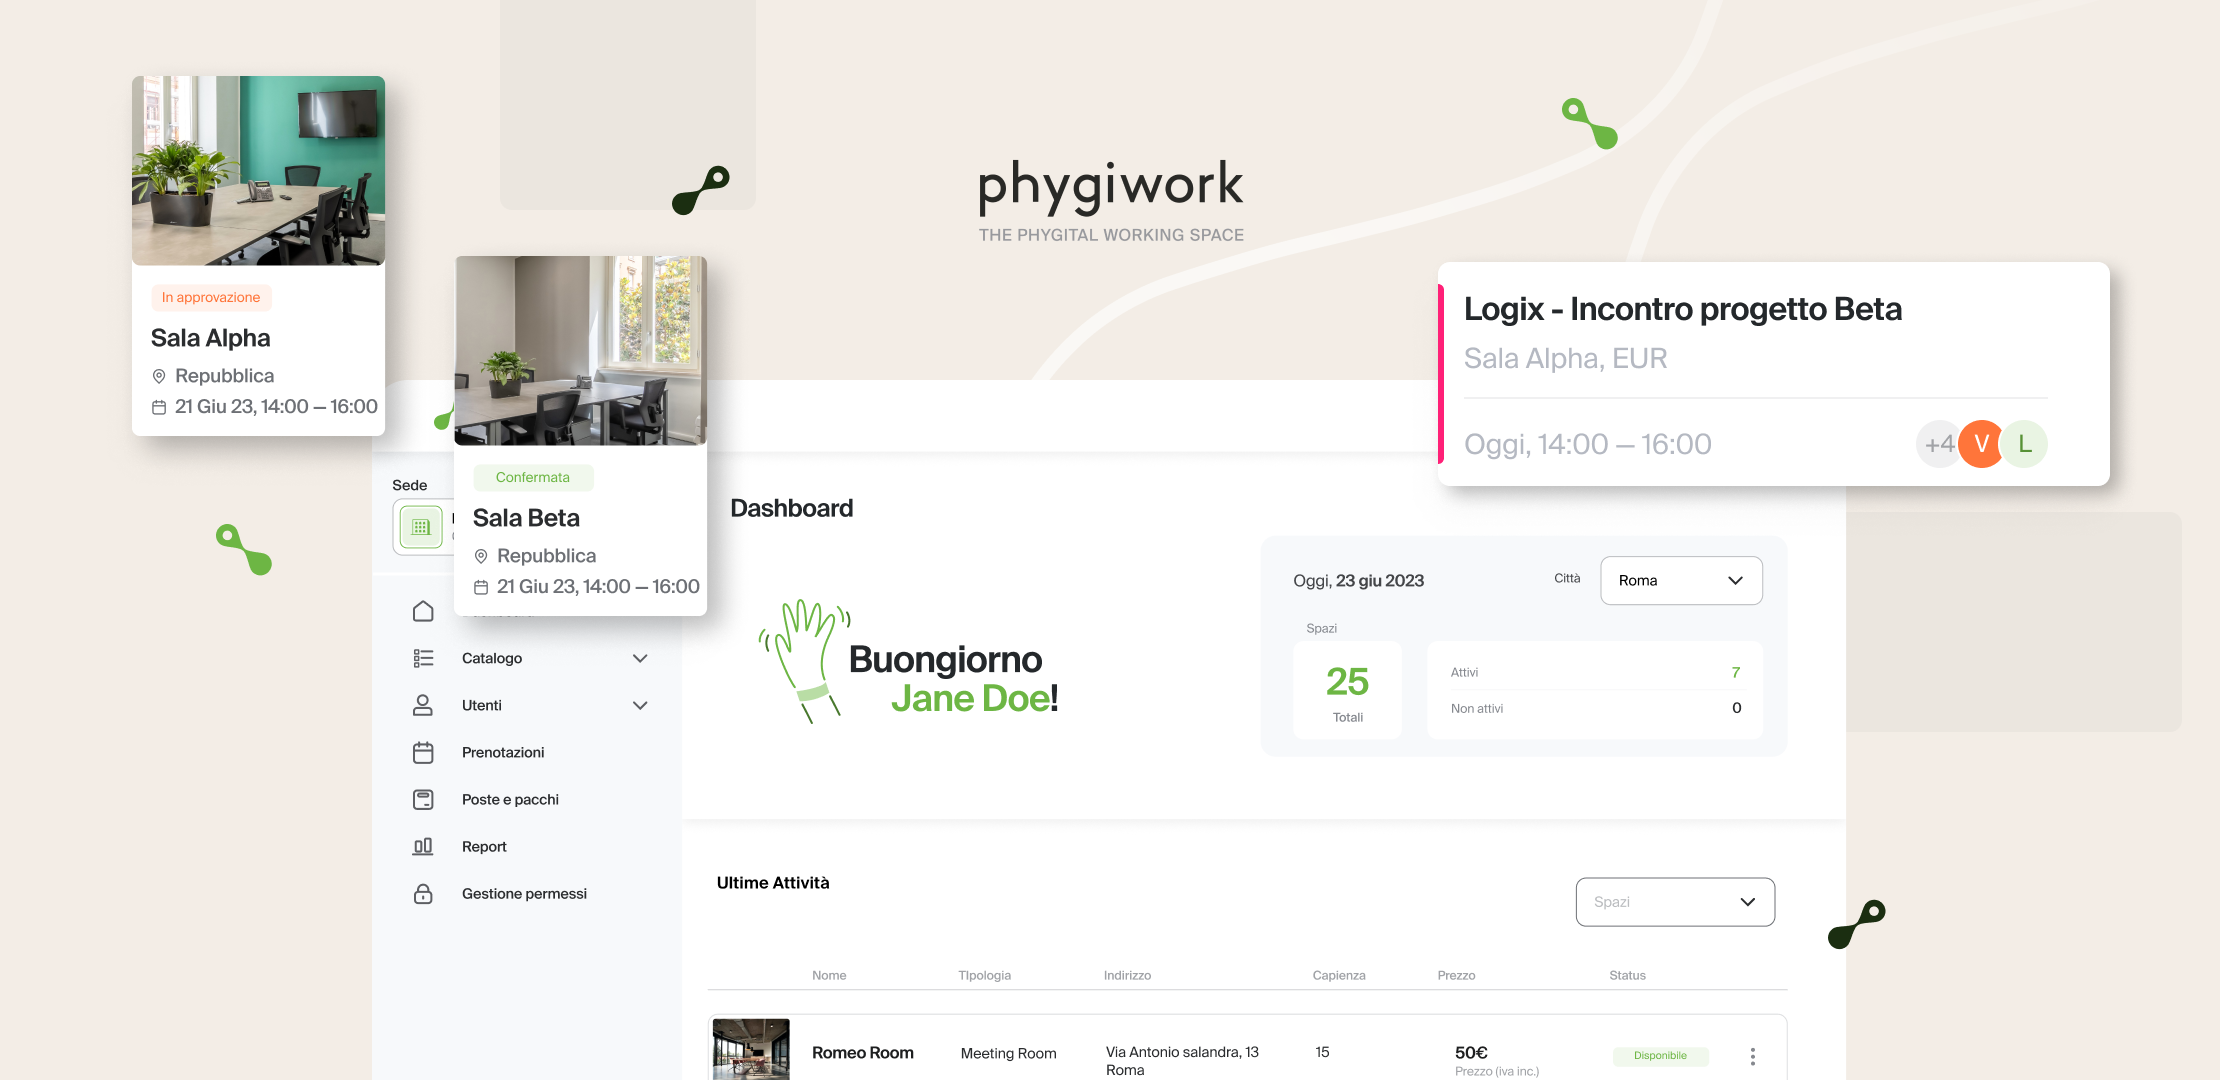 phygiwork
THE PHYGITAL WORKING SPACE
In approvazione
Sala Alpha
Repubblica
21 Giu 23, 14:00 — 16:00
Confermata
Sala Beta
Repubblica
21 Giu 23, 14:00 — 16:00
Logix - Incontro progetto Beta
Sala Alpha, EUR
Oggi, 14:00 — 16:00
+4 V L
Sede
Catalogo
Utenti
Prenotazioni
Poste e pacchi
Report
Gestione permessi
Dashboard
Buongiorno
Jane Doe!
Oggi, 23 giu 2023
Città
Roma
Spazi
25
Totali
Attivi 7
Non attivi 0
Ultime Attività
Spazi
Nome TIpologia Indirizzo Capienza Prezzo Status
Romeo Room Meeting Room Via Antonio salandra, 13 15 50€ Disponibile
Roma Prezzo (iva inc.)